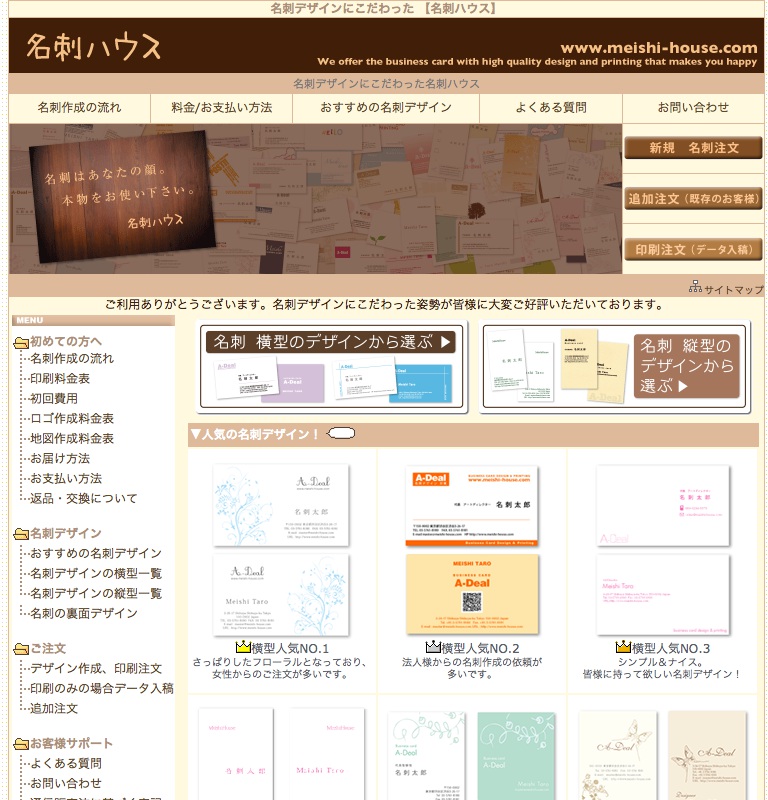 名刺デザインにこだわった 【名刺ハウス】
名刺ハウス
www.meishi-house.com
We offer the business card with high quality design and printing that makes you happy
名刺デザインにこだわった名刺ハウス
名刺作成の流れ
料金/お支払い方法
おすすめの名刺デザイン
よくある質問
お問い合わせ
名刺はあなたの顔。
本物をお使い下さい。
名刺ハウス
新規 名刺注文
追加注文（既存のお客様）
印刷注文（データ入稿）
サイトマップ
ご利用ありがとうございます。名刺デザインにこだわった姿勢が皆様に大変ご好評いただいております。
MENU
初めての方へ
名刺作成の流れ
印刷料金表
初回費用
ロゴ作成料金表
地図作成料金表
お届け方法
お支払い方法
返品・交換について
名刺デザイン
おすすめの名刺デザイン
名刺デザインの横型一覧
名刺デザインの縦型一覧
名刺の裏面デザイン
ご注文
デザイン作成、印刷注文
印刷のみの場合データ入稿
追加注文
お客様サポート
よくある質問
お問い合わせ
名刺 横型のデザインから選ぶ ▶
名刺 縦型の
デザインから
選ぶ ▶
▼人気の名刺デザイン！
A-Deal
名刺太郎
A-Deal
Meishi Taro
横型人気NO.1
さっぱりしたフローラルとなっており、
女性からのご注文が多いです。
A-Deal
BUSINESS CARD DESIGN & PRINTING
www.meishi-house.com
名刺太郎
Business Card Design & Printing
MEISHI TARO
BUSINESS CARD
A-Deal
横型人気NO.2
法人様からの名刺作成の依頼が
多いです。
名刺太郎
A-Deal
Meishi Taro
横型人気NO.3
シンプル＆ナイス。
皆様に持って欲しい名刺デザイン！
名刺太郎
Meishi Taro
A-Deal
名刺太郎
A-Deal
A-Deal
A-Deal